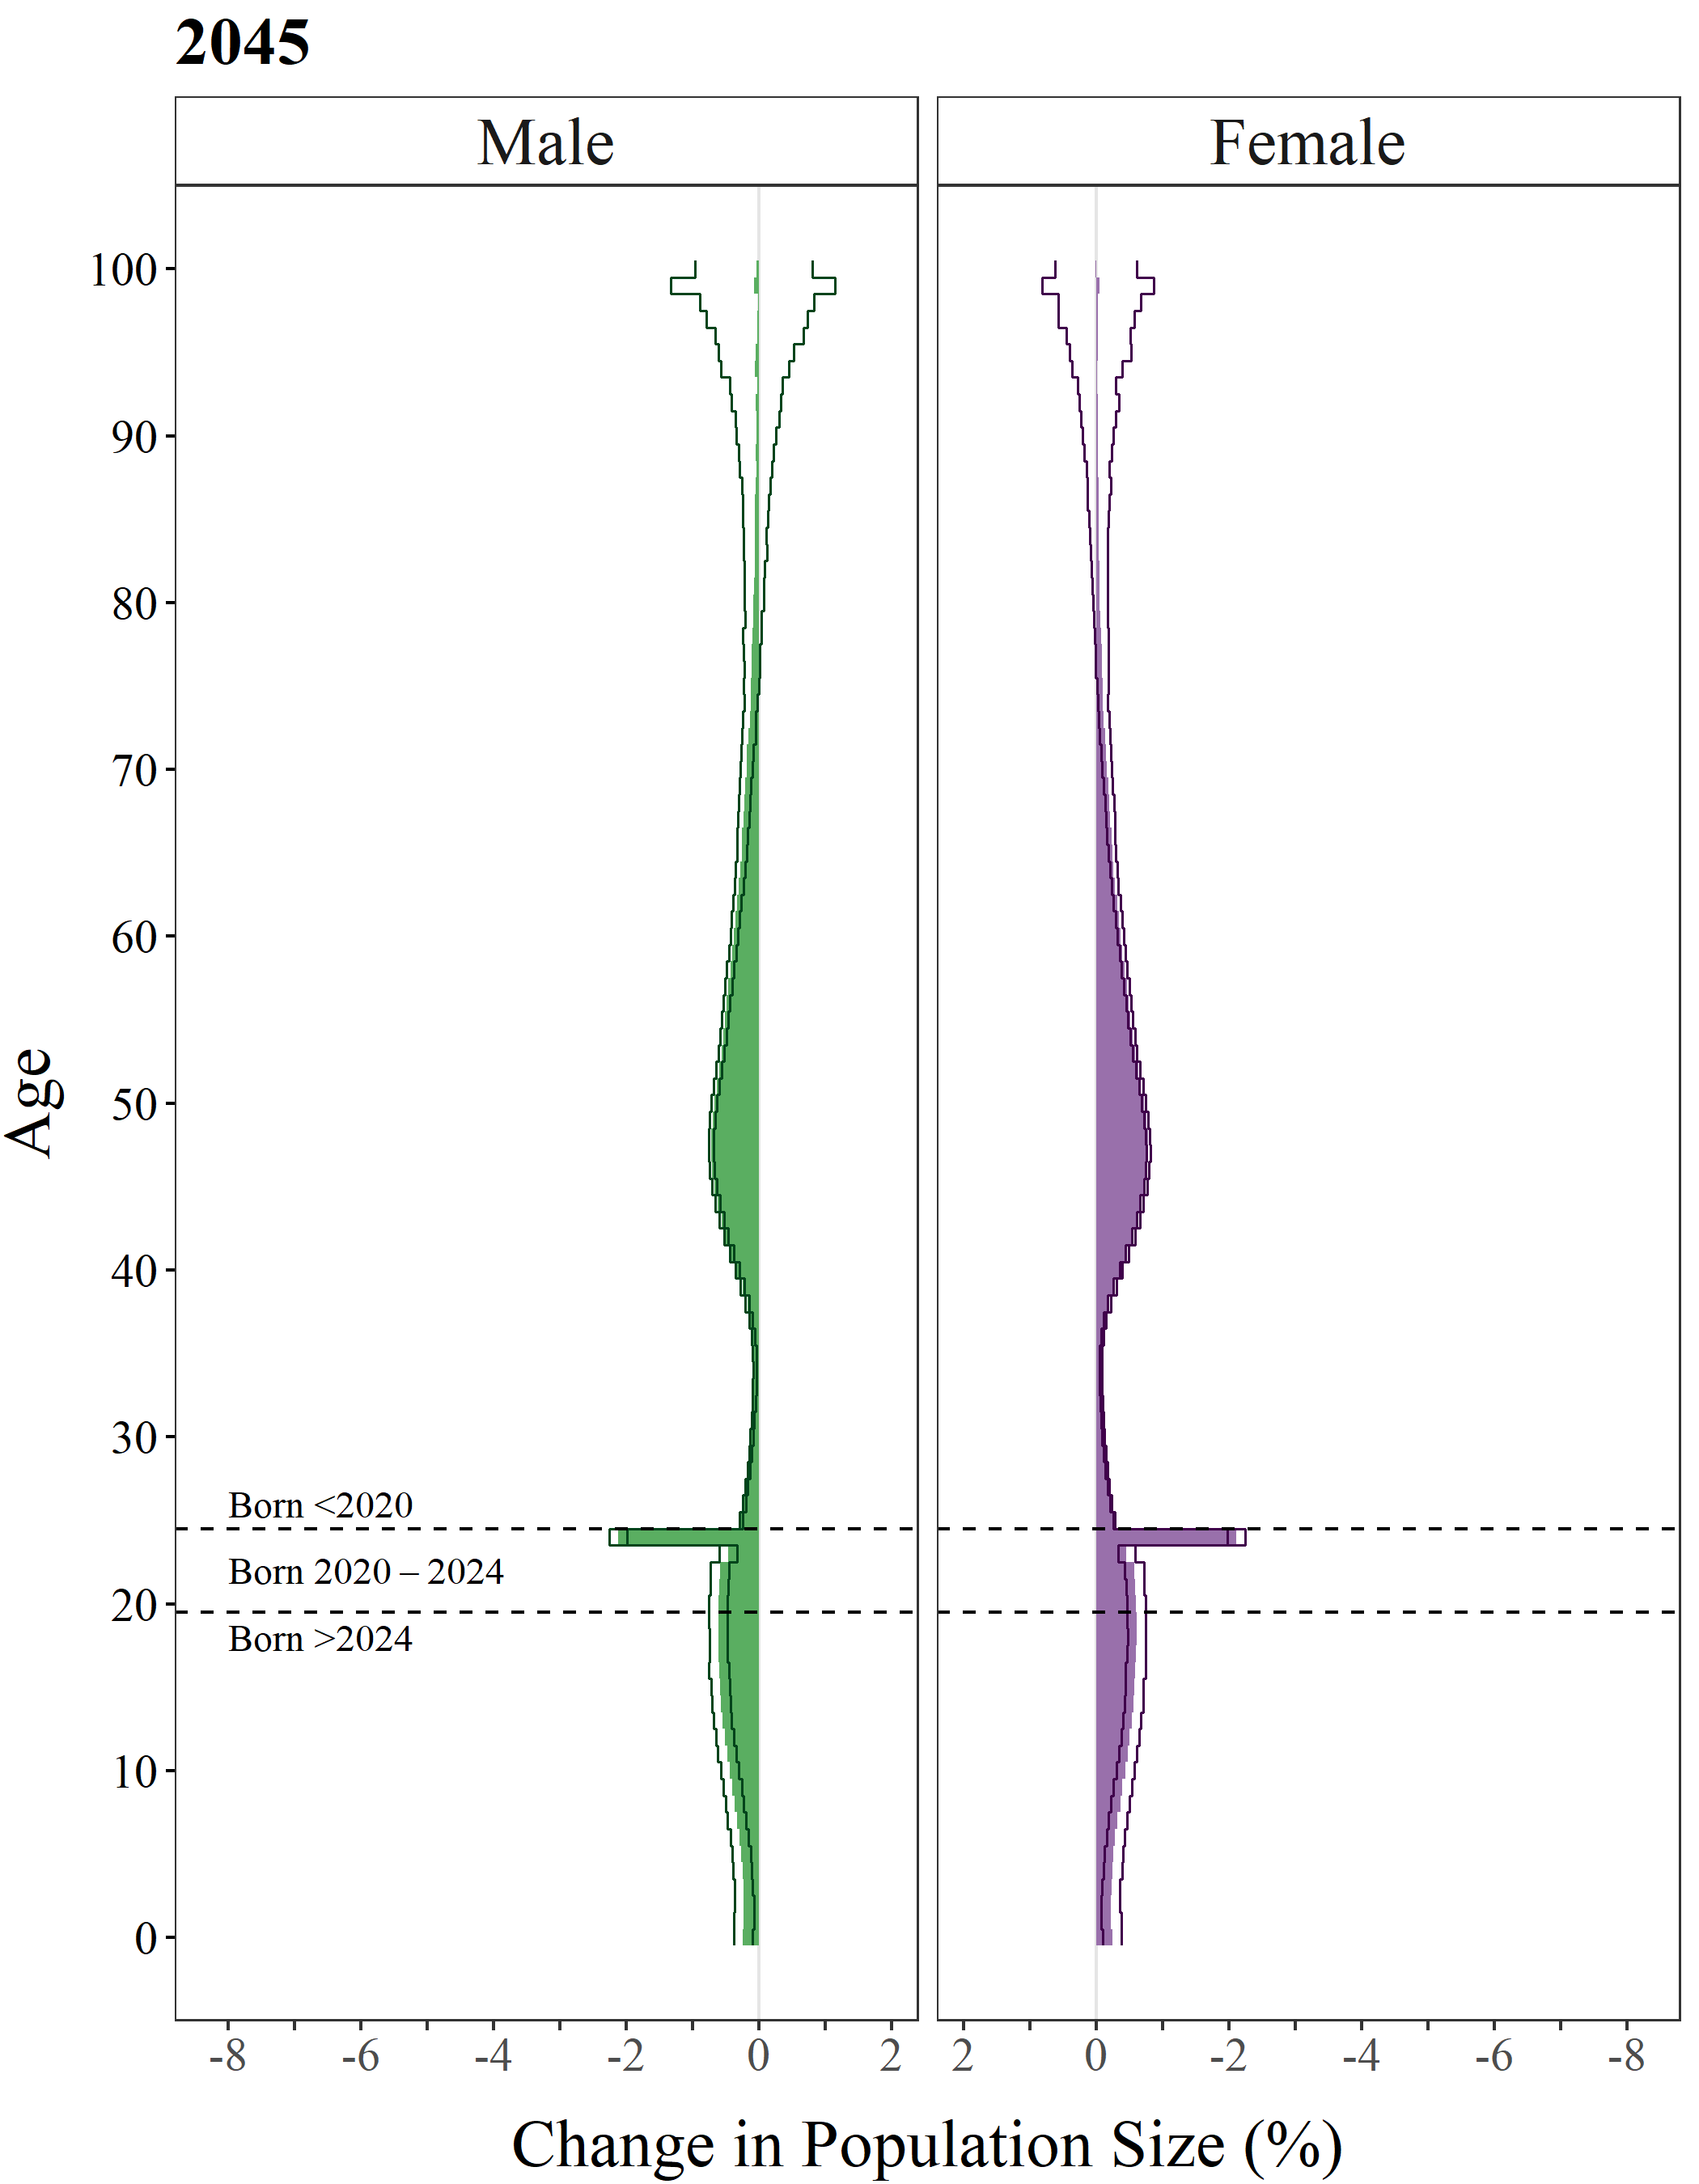 2045
Male
Female
100
90
80
70
60
50
40
30
20
10
0
Age
Born <2020
Born 2020 – 2024
Born >2024
-8 -6 -4 -2 0 2
2 0 -2 -4 -6 -8
Change in Population Size (%)